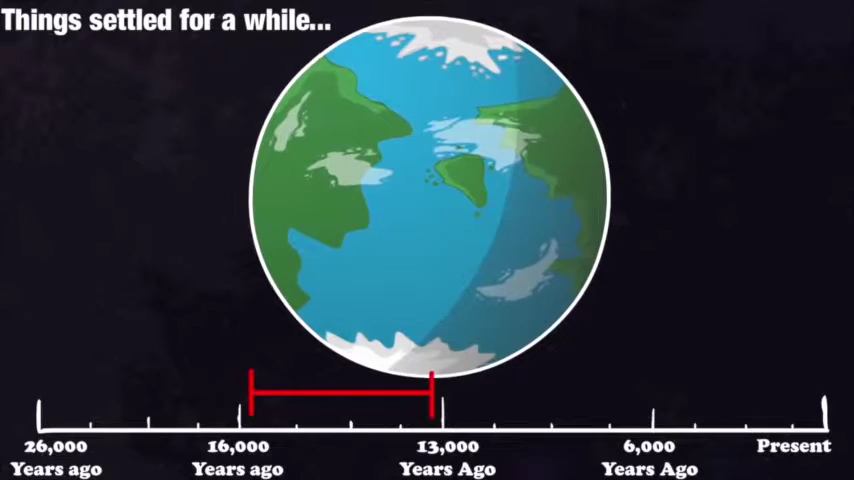 Things settled for a while...
26,000 Years ago
16,000 Years ago
13,000 Years Ago
6,000 Years Ago
Present